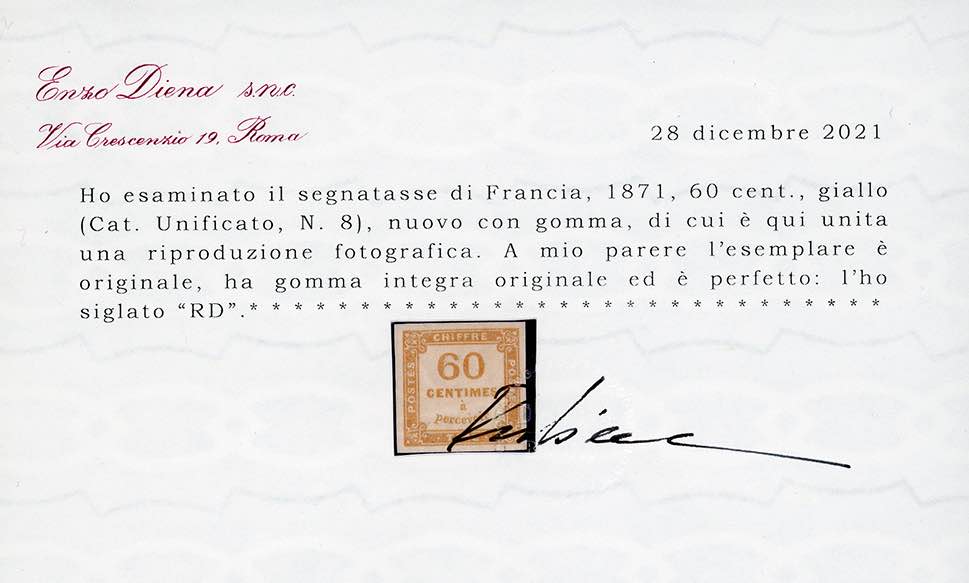 Enzo Diena s.n.c.
Via Crescenzio 19, Roma
28 dicembre 2021
Ho esaminato il segnatasse di Francia, 1871, 60 cent., giallo
(Cat. Unificato, N. 8), nuovo con gomma, di cui è qui unita
una riproduzione fotografica. A mio parere l'esemplare è
originale, ha gomma integra originale ed è perfetto: l'ho
siglato “RD”.* * * * * * * * * * * * * * * * * * * * * * *
CHIFFRE
POSTES
60
POSTES
CENTIMES
à
percevoir